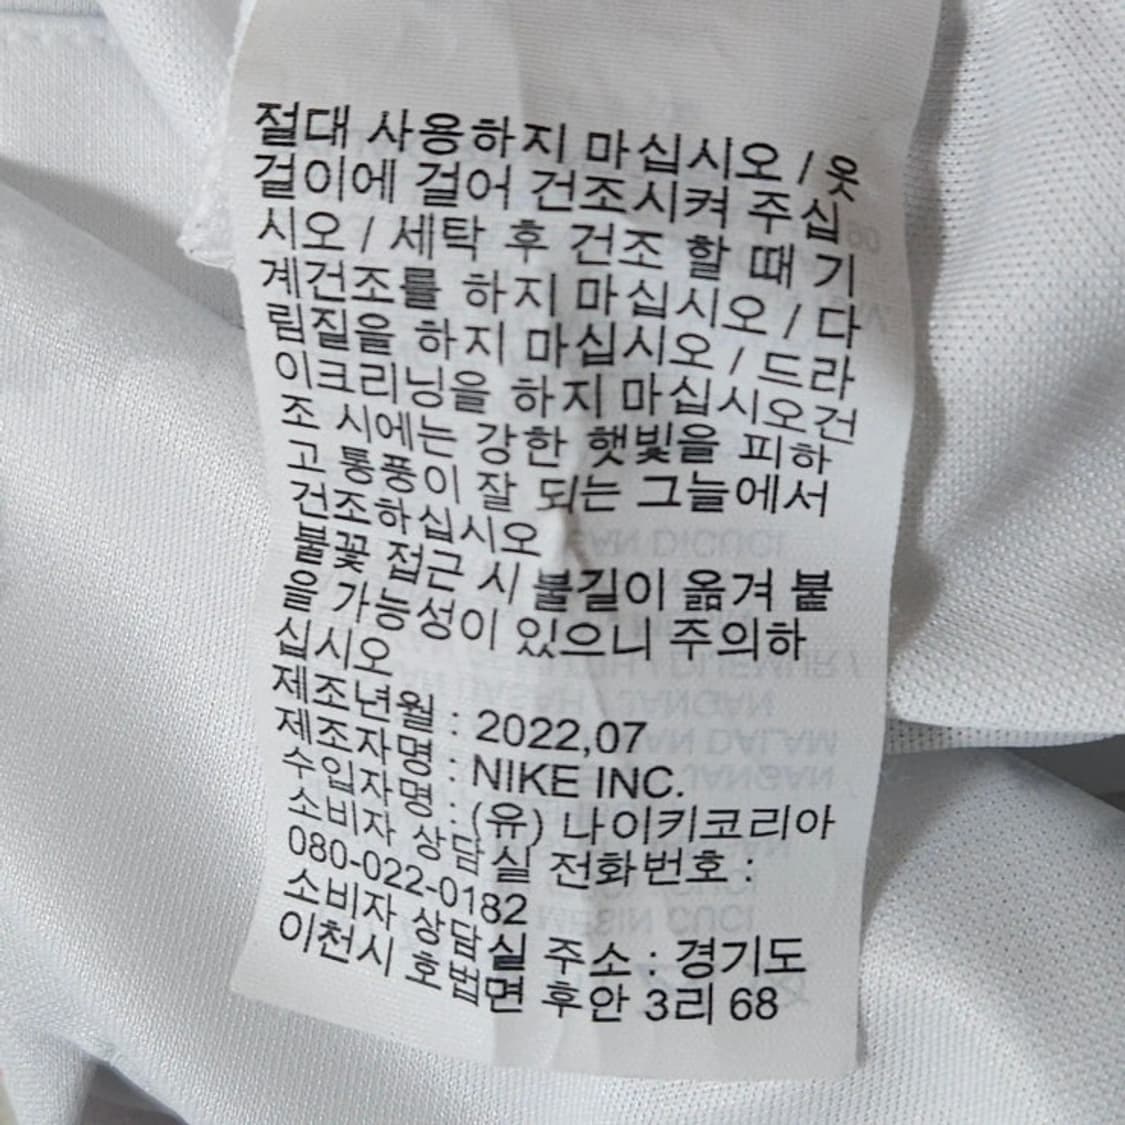 절대 사용하지 마십시오 / 옷
걸이에 걸어 건조시켜 주십
시오 / 세탁 후 건조 할 때 기
계건조를 하지 마십시오 / 다
림질을 하지 마십시오 / 드라
이크리닝을 하지 마십시오건
조 시에는 강한 햇빛을 피하
고 통풍이 잘 되는 그늘에서
건조하십시오
불꽃 접근 시 불길이 옮겨 붙
을 가능성이 있으니 주의하
십시오
제조년월 : 2022,07
제조자명 : NIKE INC.
수입자명 : (유) 나이키코리아
소비자 상담실 전화번호 :
080-022-0182
소비자 상담실 주소 : 경기도
이천시 호법면 후안 3리 68